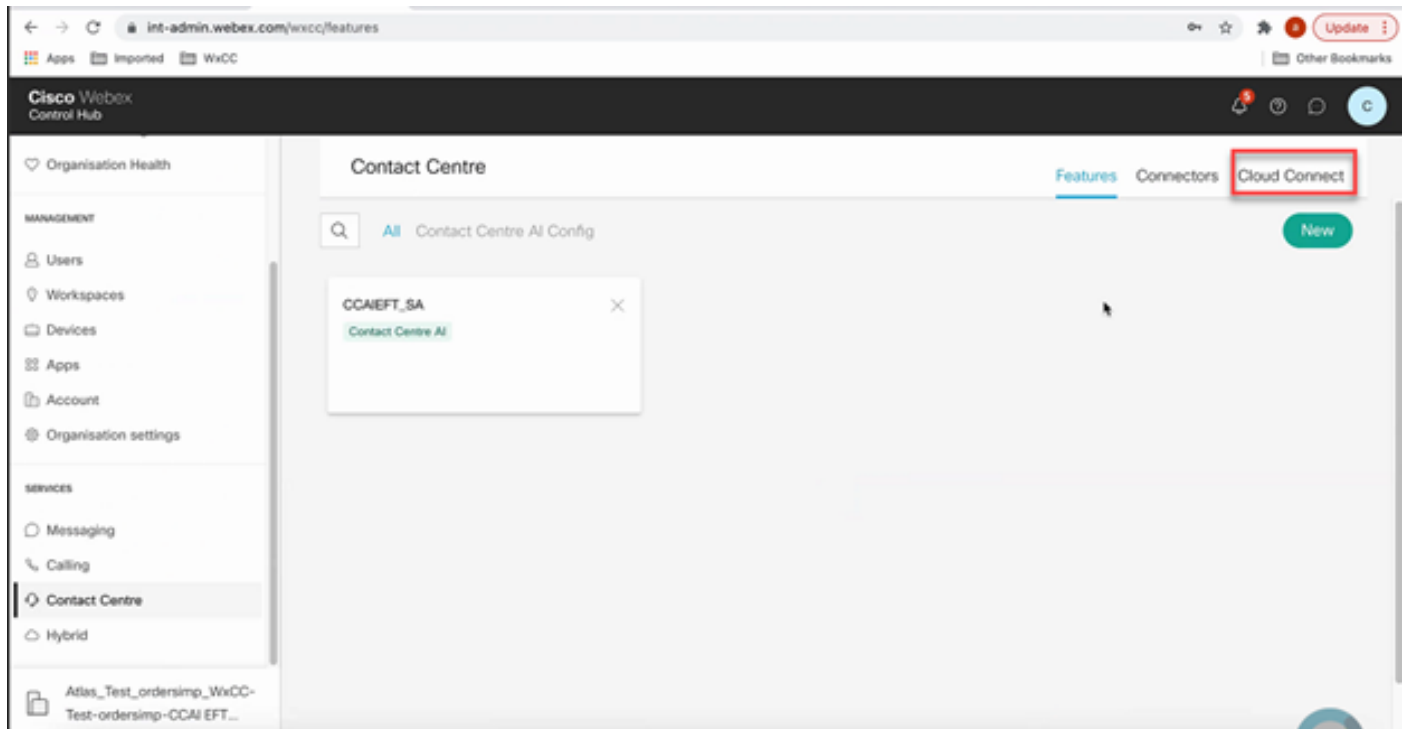 int-admin.webex.com/wxcc/features
a
Update
Apps Imported WxCC
Other Bookmarks
Cisco Webex
Control Hub
5
C
Organisation Health
MANAGEMENT
Users
Workspaces
Devices
Apps
Account
Organisation settings
SERVICES
Messaging
Calling
Contact Centre
Hybrid
Atlas_Test_ordersimp_WxCC-
Test-ordersimp-CCAI EFT...
Contact Centre
Features Connectors Cloud Connect
All Contact Centre AI Config
New
CCAIEFT_SA
Contact Centre AI